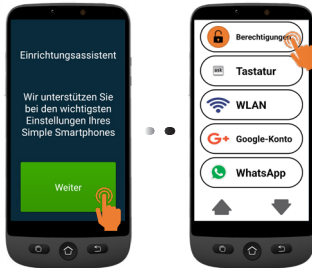 Einrichtungsassistent
Wir unterstützen Sie
bei den wichtigsten
Einstellungen Ihres
Simple Smartphones
Weiter
Berechtigungen
Tastatur
WLAN
G+ Google-Konto
WhatsApp